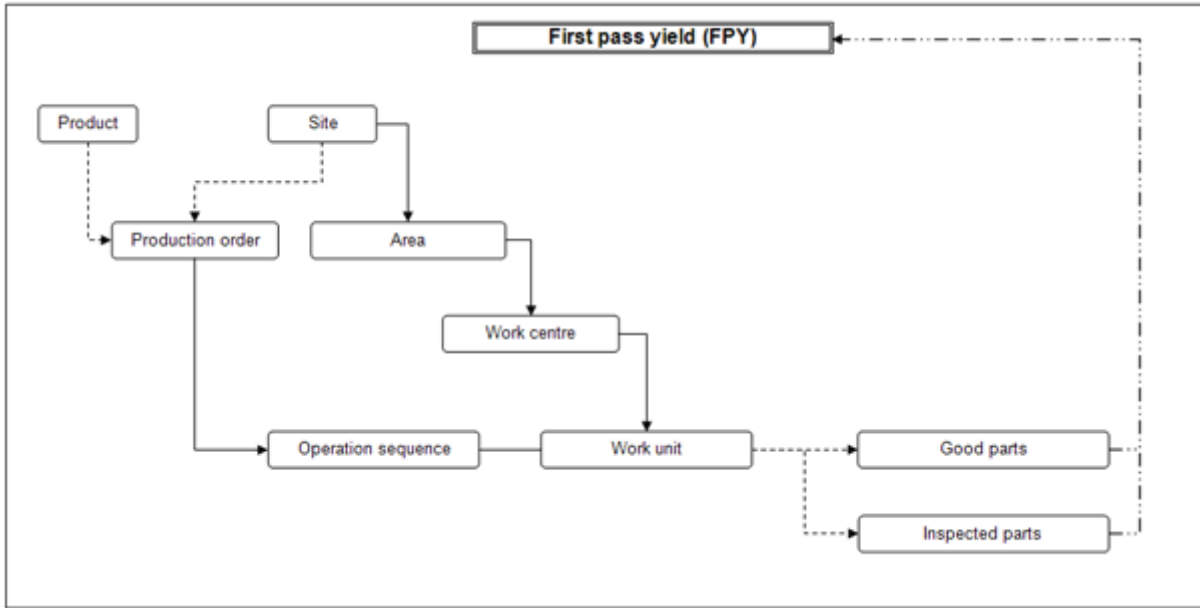 First pass yield (FPY)
Product
Site
Production order
Area
Work centre
Operation sequence
Work unit
Good parts
Inspected parts